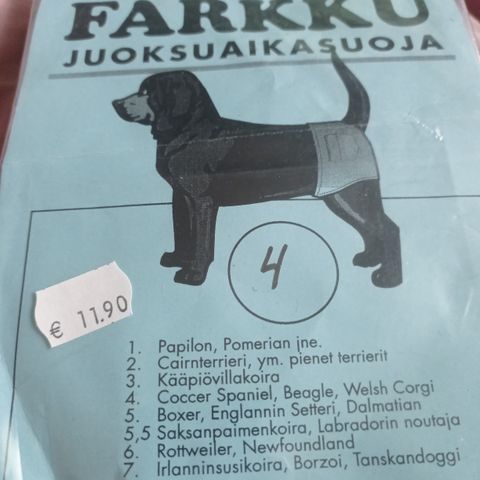 FARKKU
JUOKSUAIKASUOJA
4
€ 11.90
1. Papilon, Pomerian jne.
2. Cairnterrieri, ym. pienet terrierit
3. Kääpiövillakoira
4. Coccer Spaniel, Beagle, Welsh Corgi
5. Boxer, Englannin Setteri, Dalmatian
5,5 Saksanpaimenkoira, Labradorin noutaja
6. Rottweiler, Newfoundland
7. Irlanninsusikoira, Borzoi, Tanskandoggi